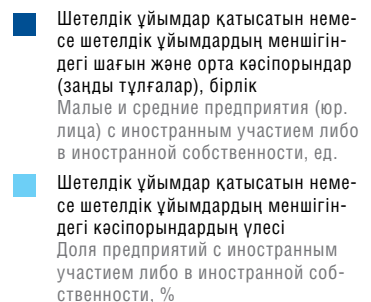 Шетелдік ұйымдар қатысатын неме-
се шетелдік ұйымдардың меншігін-
дегі шағын және орта кәсіпорындар
(заңды тұлғалар), бірлік
Малые и средние предприятия (юр.
лица) с иностранным участием либо
в иностранной собственности, ед.
Шетелдік ұйымдар қатысатын неме-
се шетелдік ұйымдардың меншігін-
дегі кәсіпорындардың үлесі
Доля предприятий с иностранным
участием либо в иностранной соб-
ственности, %